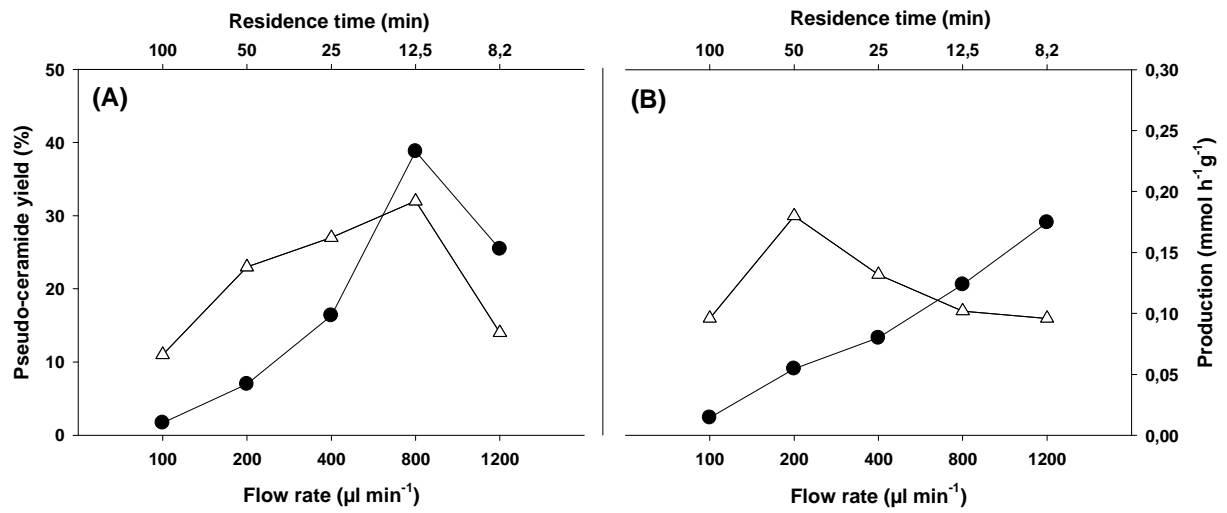 Residence time (min)
100 50 25 12,5 8,2
(A)
50
40
30
20
10
0
Pseudo-ceramide yield (%)
100 200 400 800 1200
Flow rate (µl min⁻¹)
Residence time (min)
100 50 25 12,5 8,2
(B)
0,30
0,25
0,20
0,15
0,10
0,05
0,00
Production (mmol h⁻¹g⁻¹)
100 200 400 800 1200
Flow rate (µl min⁻¹)